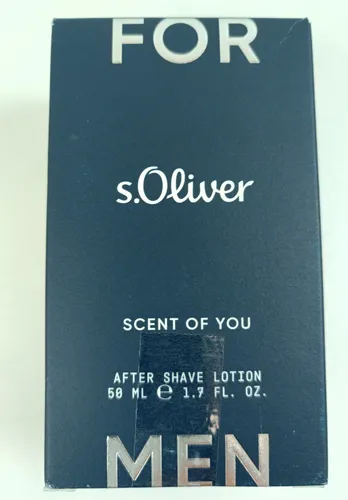 FOR
s.Oliver
SCENT OF YOU
AFTER SHAVE LOTION
50 ML ℮ 1.7 FL. OZ.
MEN